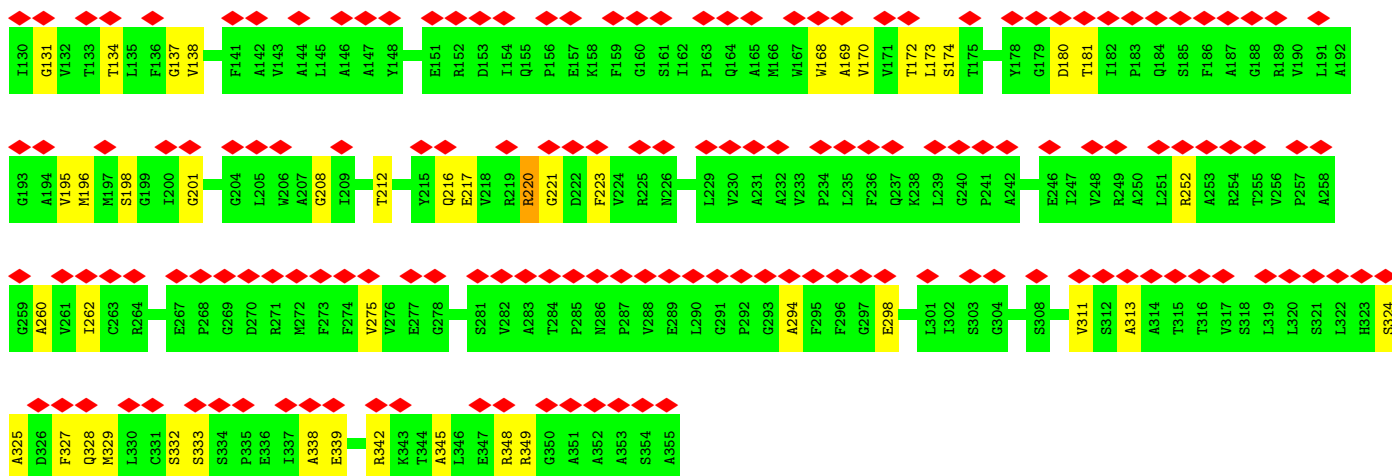 I130 G131 V132 T133 T134 L135 F136 G137 V138 F141 A142 V143 A144 L145 A146 A147 Y148 E151 R152 D153 I154 Q155 P156 E157 K158 F159 G160 S161 I162 P163 Q164 A165 M166 W167 W168 A169 V170 V171 T172 L173 S174 T175 Y178 G179 D180 T181 I182 P183 Q184 S185 F186 A187 G188 R189 V190 L191 A192
G193 A194 V195 M196 M197 S198 G199 I200 G201 G204 L205 W206 A207 G208 I209 T212 Y215 Q216 E217 V218 R219 R220 G221 D222 F223 V224 R225 N226 L229 V230 A231 A232 V233 P234 L235 F236 Q237 K238 L239 G240 P241 A242 E246 I247 V248 R249 A250 L251 R252 A253 R254 T255 V256 P257 A258
G259 A260 V261 I262 C263 R264 E267 P268 G269 D270 R271 M272 F273 F274 V275 V276 E277 G278 S281 V282 A283 T284 P285 N286 P287 V288 E289 L290 G291 P292 G293 A294 F295 F296 G297 E298 L301 I302 S303 G304 S308 V311 S312 A313 A314 T315 T316 V317 S318 L319 L320 S321 L322 H323 S324
A325 D326 F327 Q328 M329 L330 C331 S332 S333 S334 P335 E336 I337 A338 E339 R342 K343 T344 A345 L346 E347 R348 R349 G350 A351 A352 A353 S354 A355